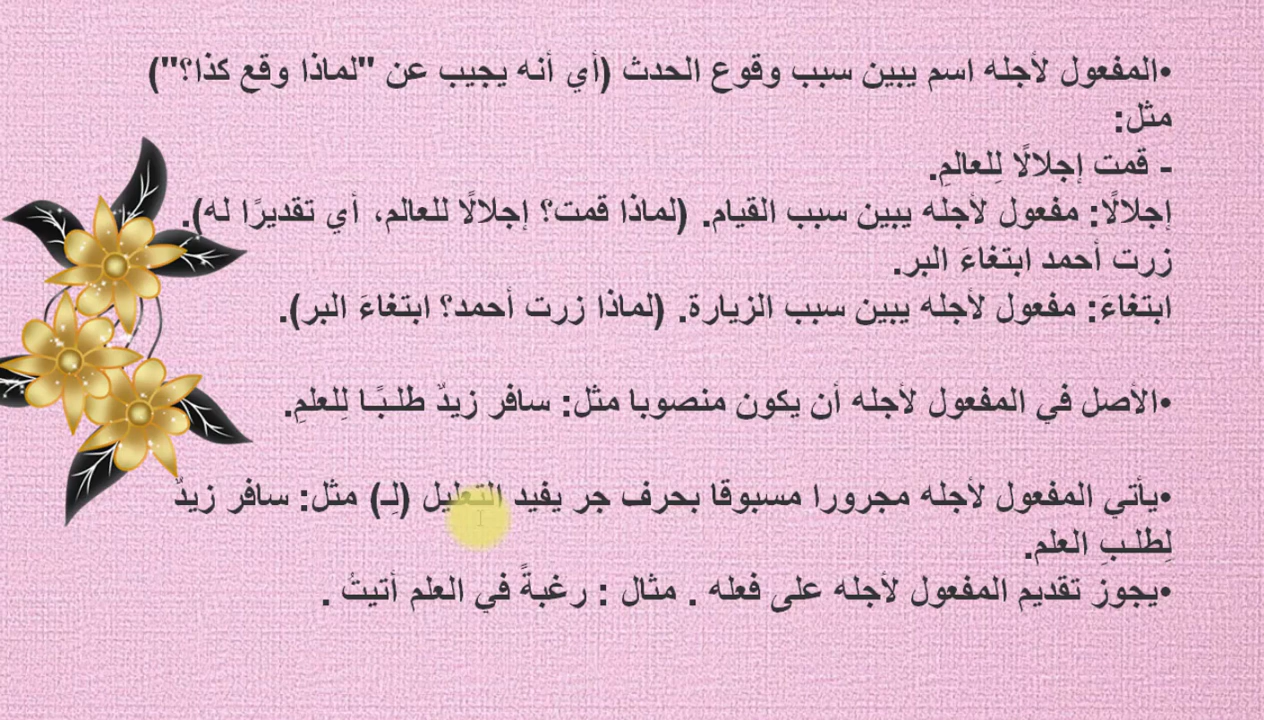 •المفعول لأجله اسم يبين سبب وقوع الحدث (أي أنه يجيب عن "لماذا وقع كذا؟")
مثل:
- قمت إجلالًا لِلعالمِ.
إجلالًا: مفعول لأجله يبين سبب القيام. (لماذا قمت؟ إجلالًا للعالم، أي تقديرًا له).
زرت أحمد ابتغاءَ البر.
ابتغاءَ: مفعول لأجله يبين سبب الزيارة. (لماذا زرت أحمد؟ ابتغاءَ البر).
•الأصل في المفعول لأجله أن يكون منصوبا مثل: سافر زيدٌ طلـبًـا لِلعلمِ.
•يأتي المفعول لأجله مجرورا مسبوقا بحرف جر يفيد التعليل (لِـ) مثل: سافر زيدٌ
لِطلـبِ العلم.
•يجوز تقديم المفعول لأجله على فعله . مثال : رغبةً في العلم أتيتُ .